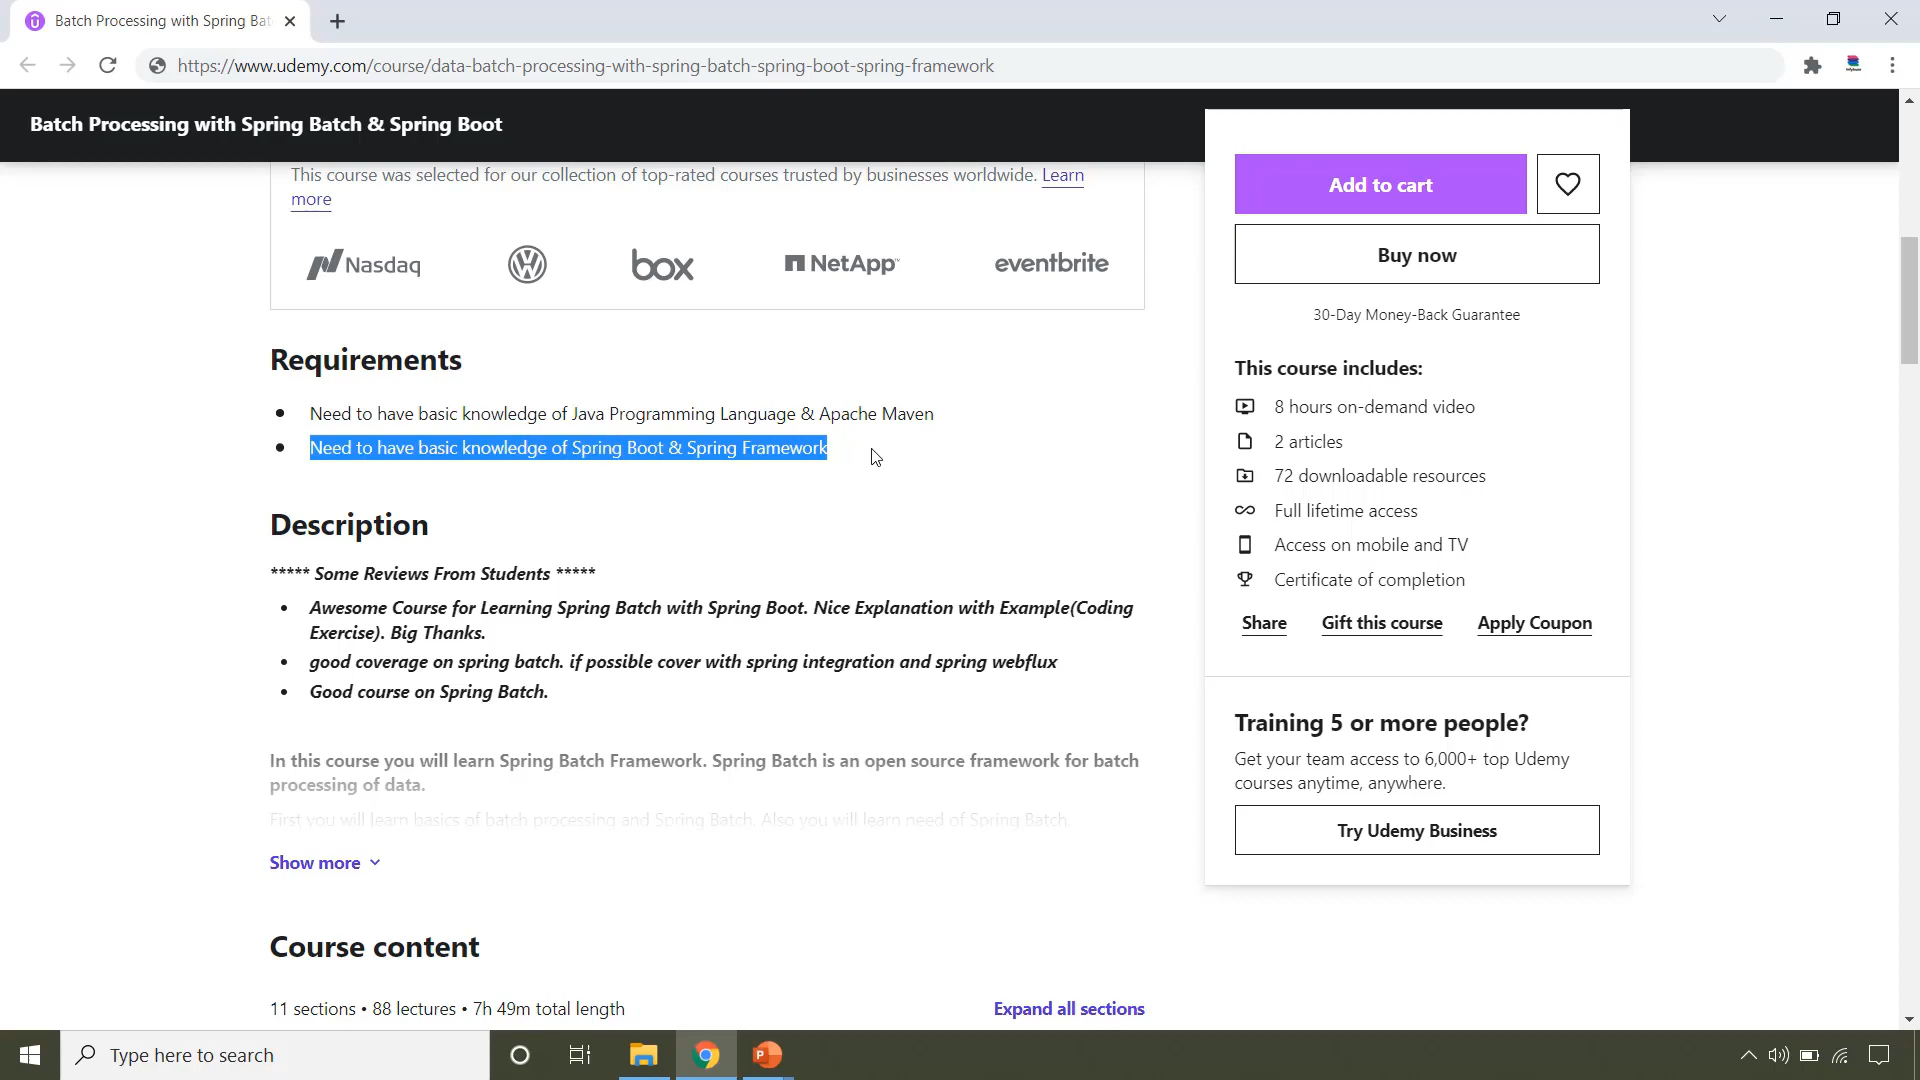 Batch Processing with Spring Bat
https://www.udemy.com/course/data-batch-processing-with-spring-batch-spring-boot-spring-framework
Batch Processing with Spring Batch & Spring Boot
This course was selected for our collection of top-rated courses trusted by businesses worldwide. Learn
more
Nasdaq
box
NetApp
eventbrite
Requirements
Need to have basic knowledge of Java Programming Language & Apache Maven
Need to have basic knowledge of Spring Boot & Spring Framework
Description
***** Some Reviews From Students *****
Awesome Course for Learning Spring Batch with Spring Boot. Nice Explanation with Example(Coding
Exercise). Big Thanks.
good coverage on spring batch. if possible cover with spring integration and spring webflux
Good course on Spring Batch.
In this course you will learn Spring Batch Framework. Spring Batch is an open source framework for batch
processing of data.
First you will learn basics of batch processing and Spring Batch. Also you will learn need of Spring Batch.
Show more
Course content
11 sections • 88 lectures • 7h 49m total length
Expand all sections
Add to cart
Buy now
30-Day Money-Back Guarantee
This course includes:
8 hours on-demand video
2 articles
72 downloadable resources
Full lifetime access
Access on mobile and TV
Certificate of completion
Share
Gift this course
Apply Coupon
Training 5 or more people?
Get your team access to 6,000+ top Udemy
courses anytime, anywhere.
Try Udemy Business
Type here to search